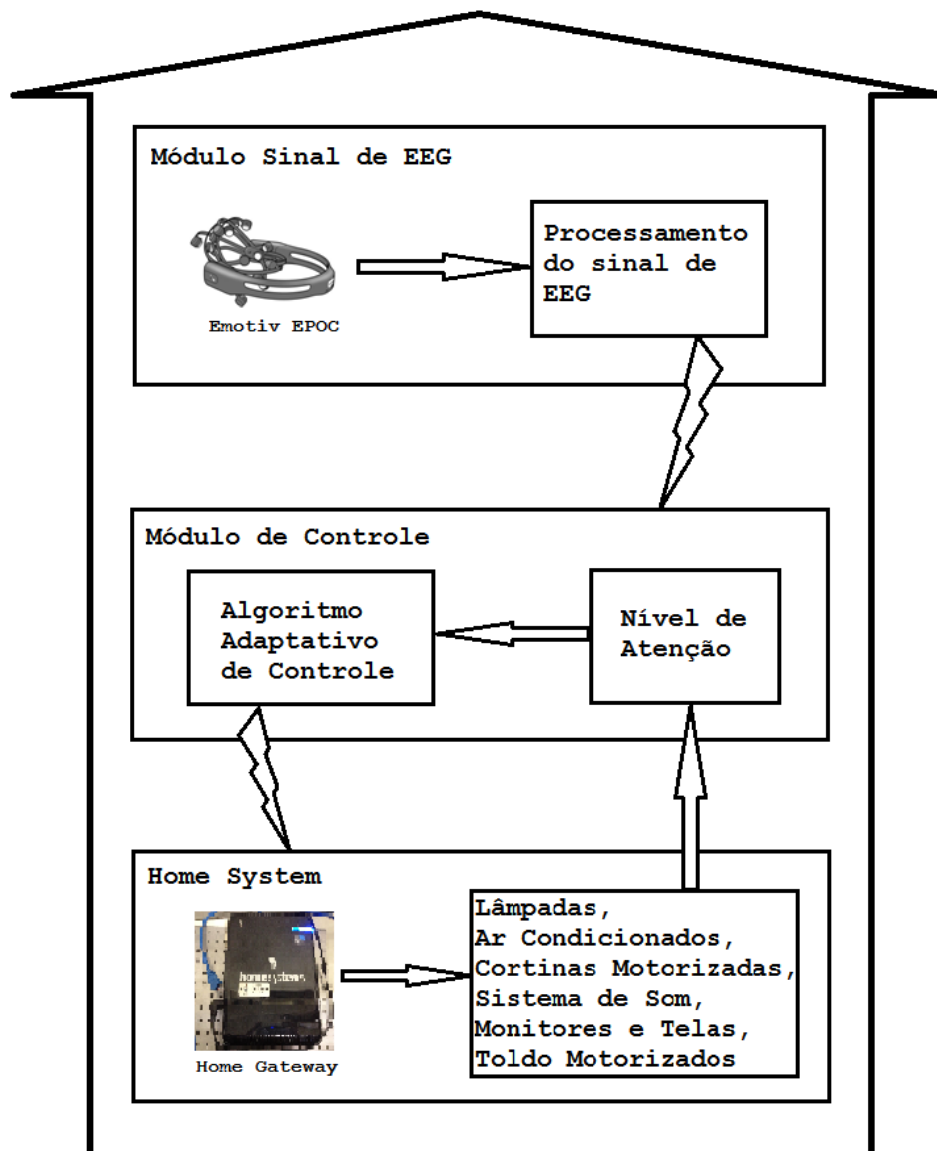 Módulo Sinal de EEG
Processamento
do sinal de
EEG
Emotiv EPOC
Módulo de Controle
Algoritmo
Adaptativo
de Controle
Nível de
Atenção
Home System
homesystems
Home Gateway
Lâmpadas,
Ar Condicionados,
Cortinas Motorizadas,
Sistema de Som,
Monitores e Telas,
Toldo Motorizados